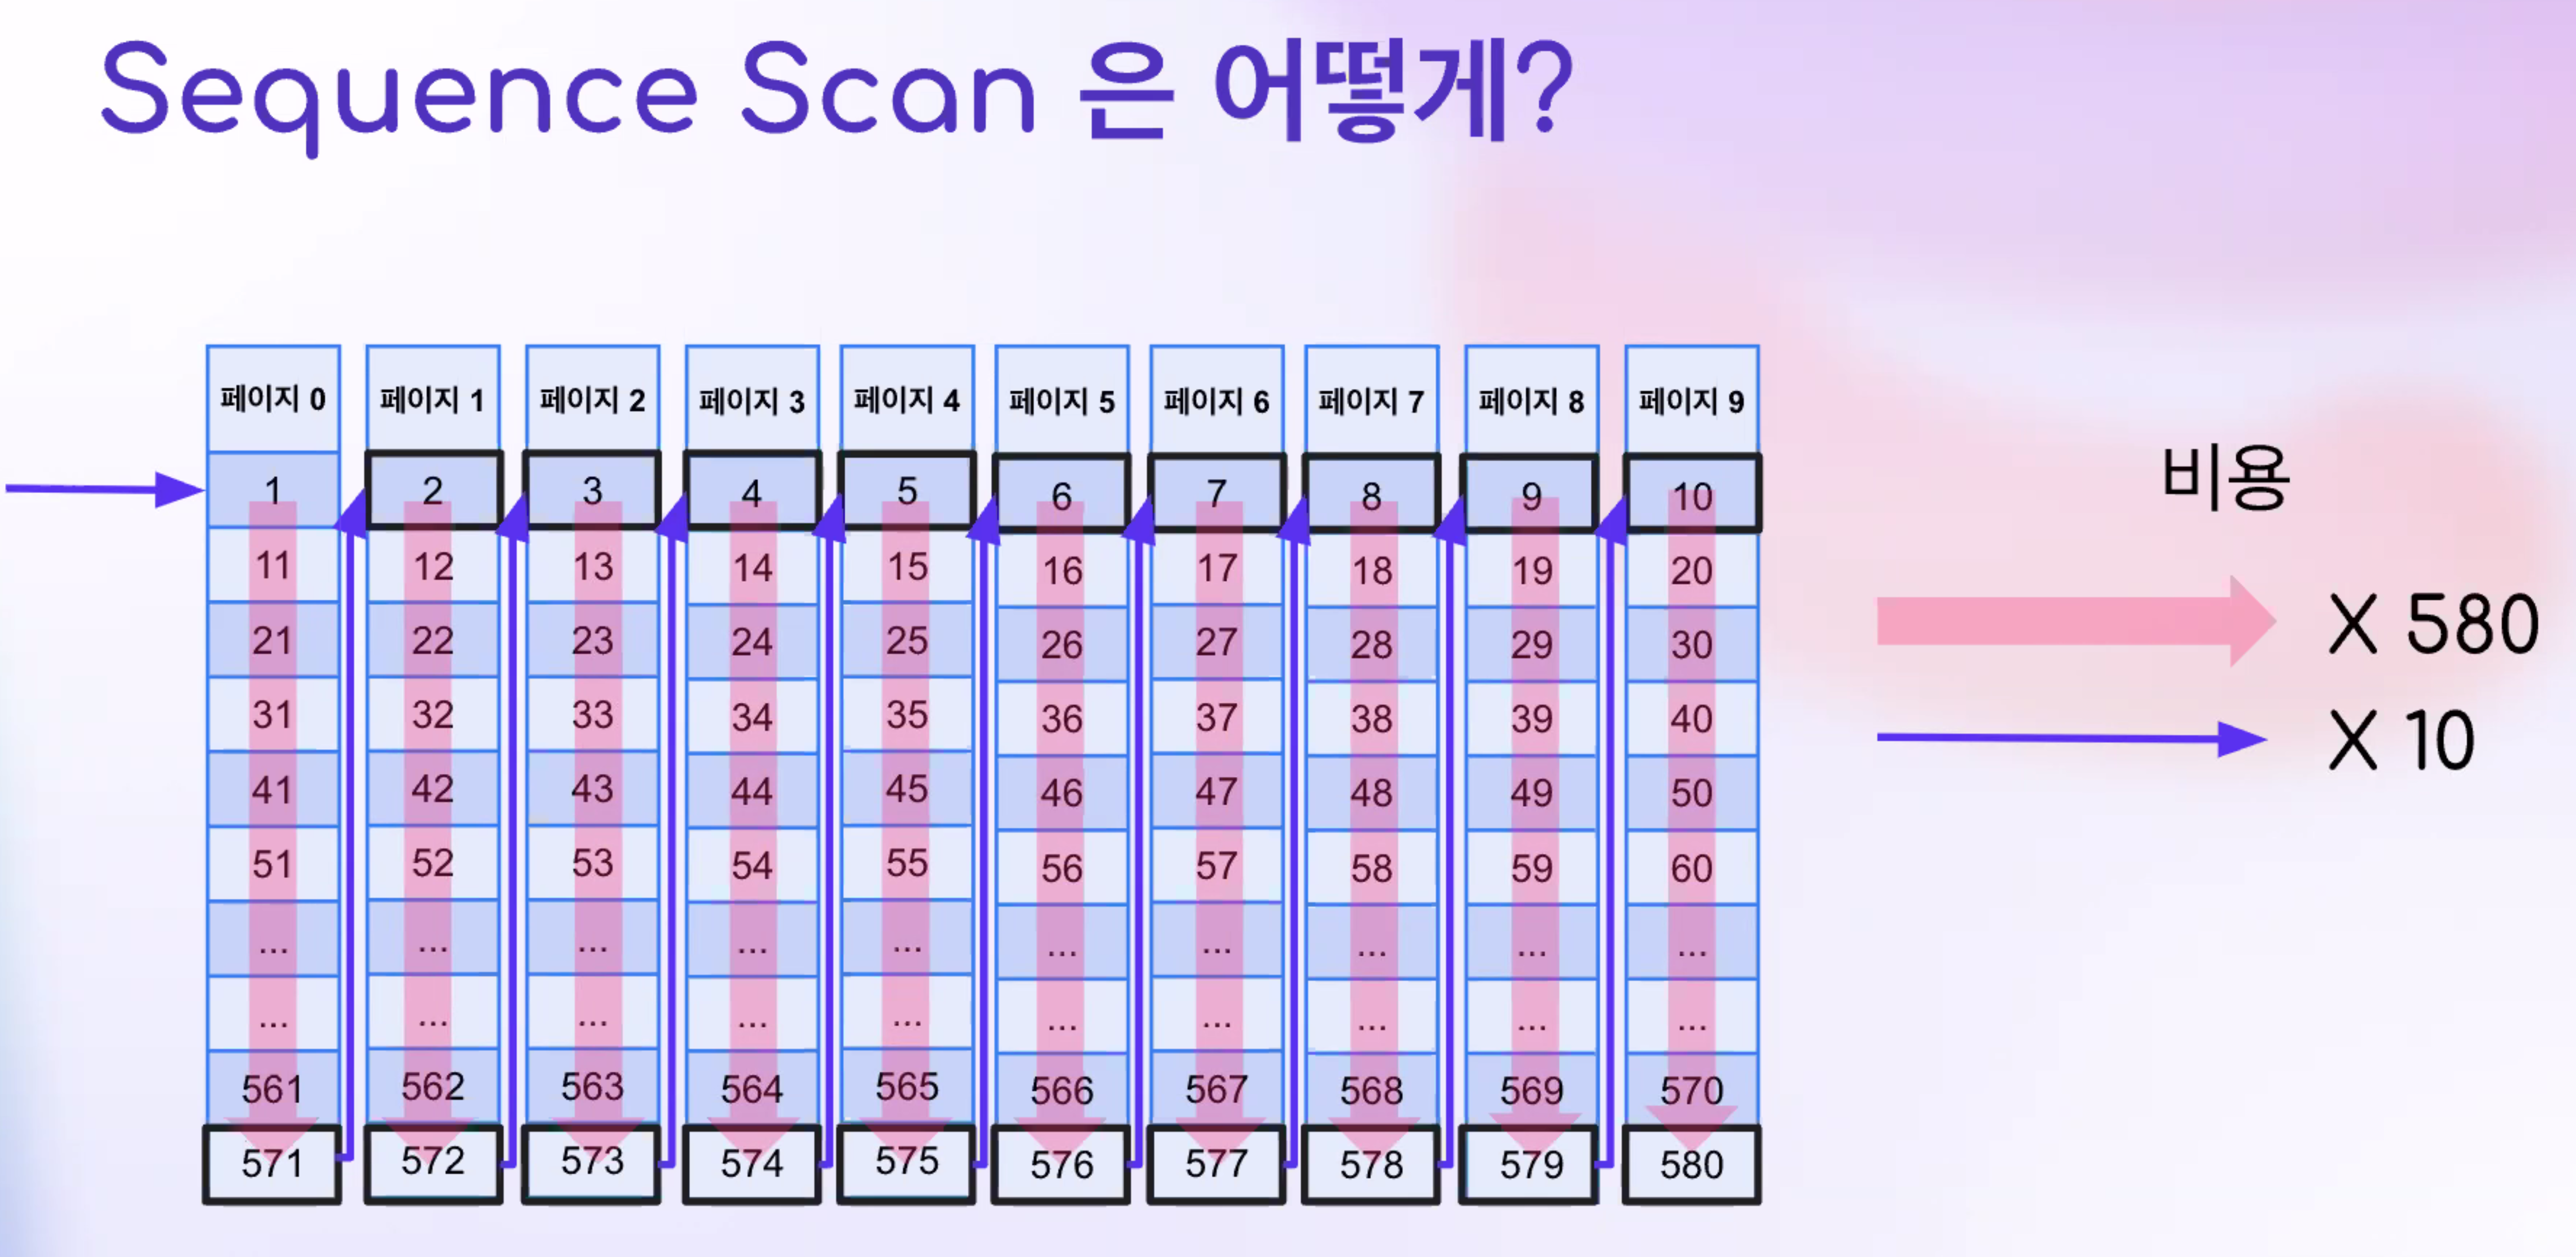 Sequence Scan 은 어떻게?
페이지 0 페이지 1 페이지 2 페이지 3 페이지 4 페이지 5 페이지 6 페이지 7 페이지 8 페이지 9
1 2 3 4 5 6 7 8 9 10
11 12 13 14 15 16 17 18 19 20
21 22 23 24 25 26 27 28 29 30
31 32 33 34 35 36 37 38 39 40
41 42 43 44 45 46 47 48 49 50
51 52 53 54 55 56 57 58 59 60
... ... ... ... ... ... ... ... ... ...
... ... ... ... ... ... ... ... ... ...
561 562 563 564 565 566 567 568 569 570
571 572 573 574 575 576 577 578 579 580
비용
X 580
X 10